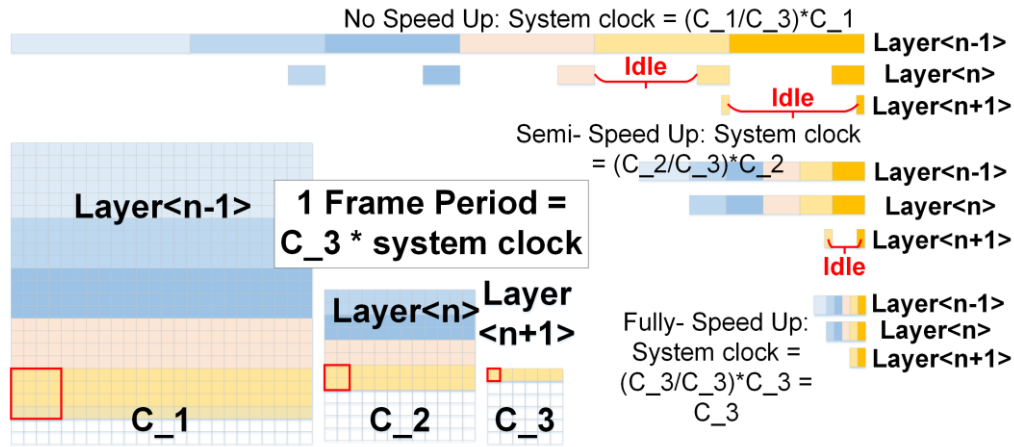 No Speed Up: System clock = (C_1/C_3)*C_1
Layer<n-1>
Idle
Layer<n>
Idle
Layer<n+1>
Semi- Speed Up: System clock
= (C_2/C_3)*C_2
Layer<n-1>
Layer<n>
Layer<n+1>
Idle
Layer<n-1>
1 Frame Period =
C_3 * system clock
Layer<n>
Layer
<n+1>
C_1
C_2
C_3
Fully- Speed Up:
System clock =
(C_3/C_3)*C_3 =
C_3
Layer<n-1>
Layer<n>
Layer<n+1>